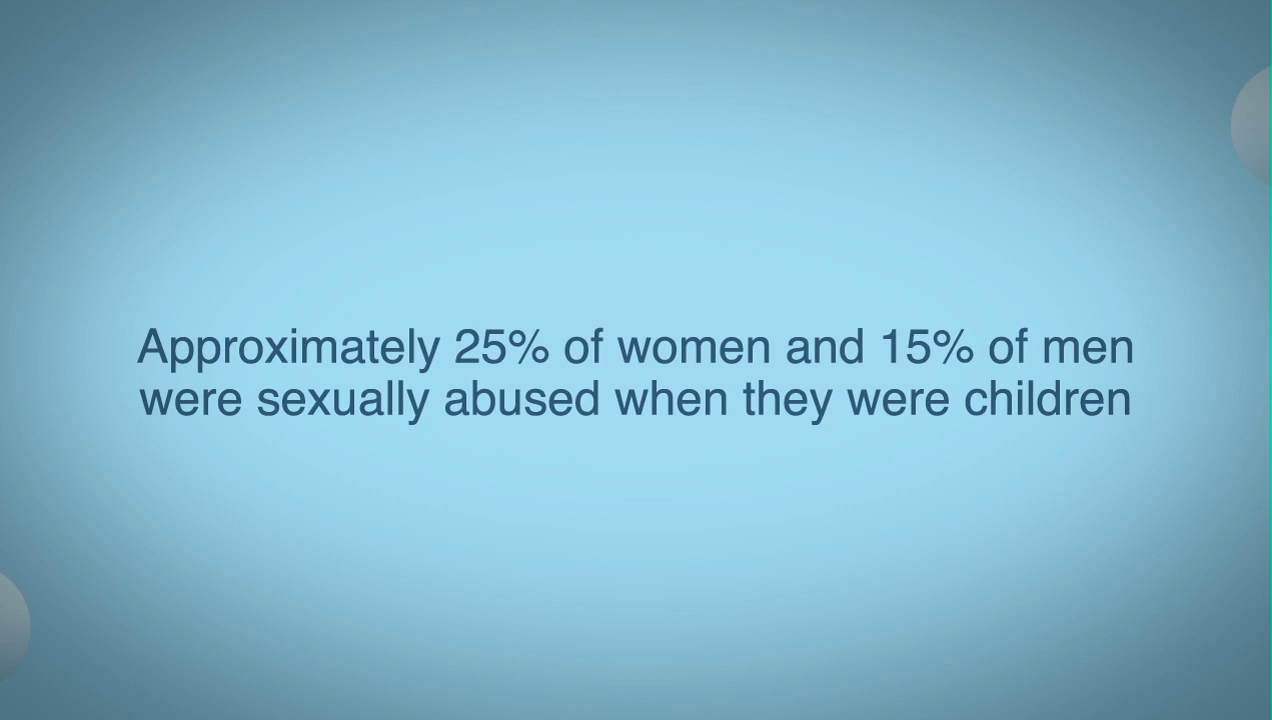 Approximately 25% of women and 15% of men
were sexually abused when they were children